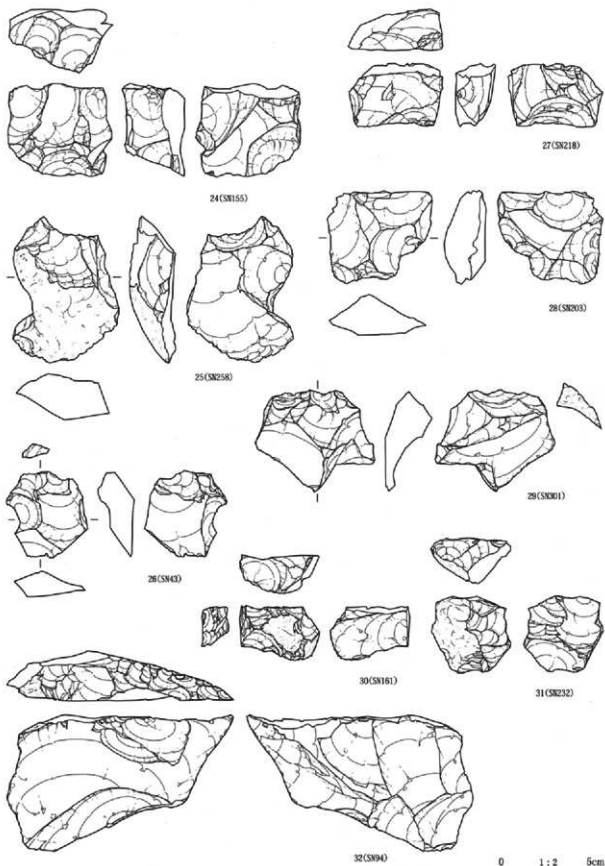 24(SN155)
27(SN218)
28(SN203)
25(SN258)
29(SN301)
26(SN43)
30(SN161)
31(SN232)
32(SN94)
0 1:2 5cm